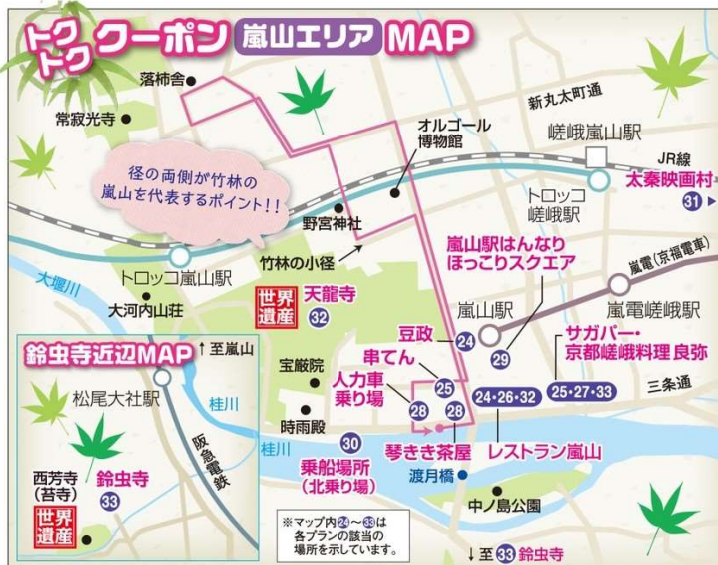 トクトク クーポン 嵐山エリア MAP
落柿舎
常寂光寺
新丸太町通
オルゴール
博物館
嵯峨嵐山駅
JR線
太秦映画村
31
トロッコ
嵯峨駅
径の両側が竹林の
嵐山を代表するポイント!!
野宮神社
竹林の小径
嵐山駅はんなり
ほっこりスクエア
嵐電(京福電車)
大堰川
トロッコ嵐山駅
大河内山荘
世界
遺産
天龍寺
32
嵐山駅
嵐電嵯峨駅
豆政
24
29
サガパー・
京都嵯峨料理 良弥
串てん
25
人力車
乗り場
28
28
24・26・32
25・27・33
三条通
宝厳院
時雨殿
桂川
30
乗船場所
(北乗り場)
琴きき茶屋
レストラン嵐山
渡月橋
中ノ島公園
↓至33鈴虫寺
※マップ内24〜33は
各プランの該当の
場所を示しています。
鈴虫寺近辺MAP
↑至嵐山
松尾大社駅
桂川
阪急電鉄
西芳寺
(苔寺)
鈴虫寺
33
世界
遺産